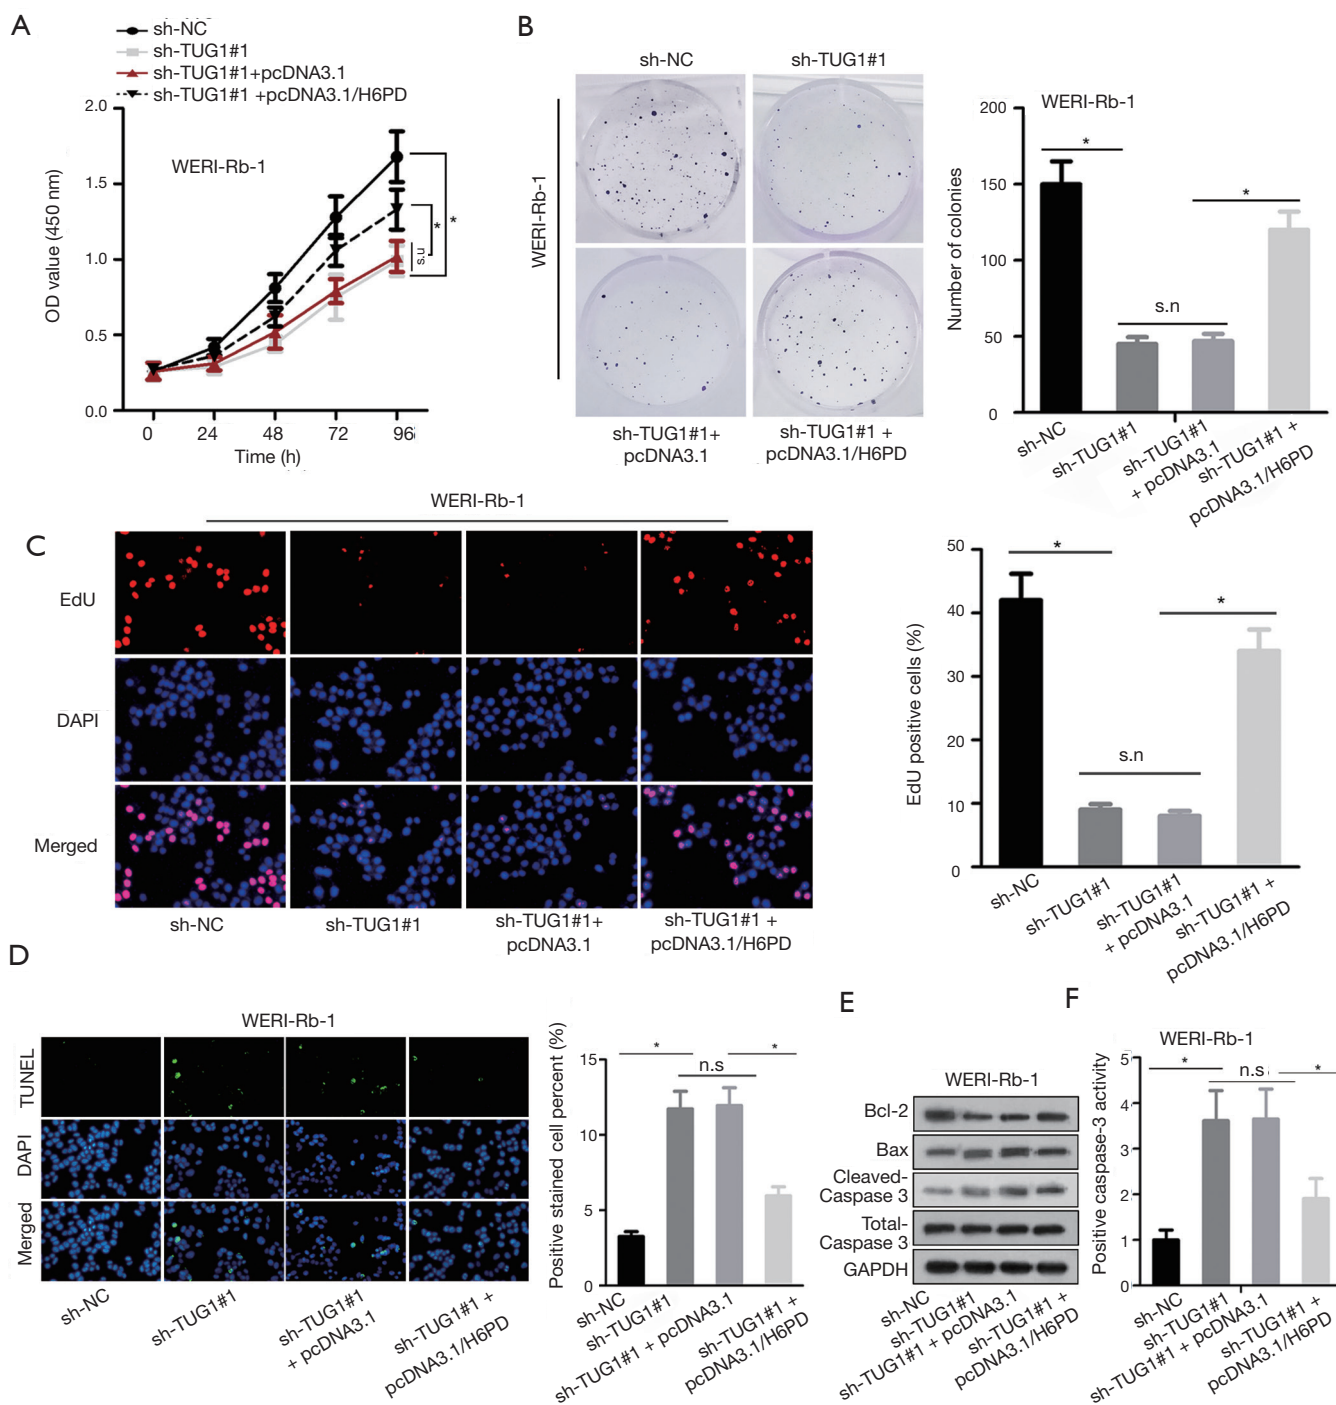 A
sh-NC
sh-TUG1#1
sh-TUG1#1+pcDNA3.1
sh-TUG1#1 +pcDNA3.1/H6PD
2.0
1.5
1.0
0.5
0.0
OD value (450 nm)
WERI-Rb-1
*
*
s.n
0 24 48 72 96
Time (h)
B
sh-NC
sh-TUG1#1
WERI-Rb-1
sh-TUG1#1+
pcDNA3.1
sh-TUG1#1 +
pcDNA3.1/H6PD
WERI-Rb-1
200
150
100
50
0
Number of colonies
*
s.n
*
sh-NC
sh-TUG1#1
sh-TUG1#1
+ pcDNA3.1
sh-TUG1#1 +
pcDNA3.1/H6PD
C
WERI-Rb-1
EdU
DAPI
Merged
sh-NC
sh-TUG1#1
sh-TUG1#1+
pcDNA3.1
sh-TUG1#1 +
pcDNA3.1/H6PD
50
40
30
20
10
0
EdU positive cells (%)
*
s.n
*
sh-NC
sh-TUG1#1
sh-TUG1#1
+ pcDNA3.1
sh-TUG1#1 +
pcDNA3.1/H6PD
D
WERI-Rb-1
TUNEL
DAPI
Merged
sh-NC
sh-TUG1#1
sh-TUG1#1
+ pcDNA3.1
sh-TUG1#1 +
pcDNA3.1/H6PD
Positive stained cell percent (%)
15
10
5
0
*
n.s
*
sh-NC
sh-TUG1#1
sh-TUG1#1 + pcDNA3.1
sh-TUG1#1 +
pcDNA3.1/H6PD
E
WERI-Rb-1
Bcl-2
Bax
Cleaved-
Caspase 3
Total-
Caspase 3
GAPDH
sh-NC
sh-TUG1#1
sh-TUG1#1 + pcDNA3.1
sh-TUG1#1 +
pcDNA3.1/H6PD
F
WERI-Rb-1
Positive caspase-3 activity
5
4
3
2
1
0
*
n.s
*
sh-NC
sh-TUG1#1
sh-TUG1#1 + pcDNA3.1
sh-TUG1#1 +
pcDNA3.1/H6PD